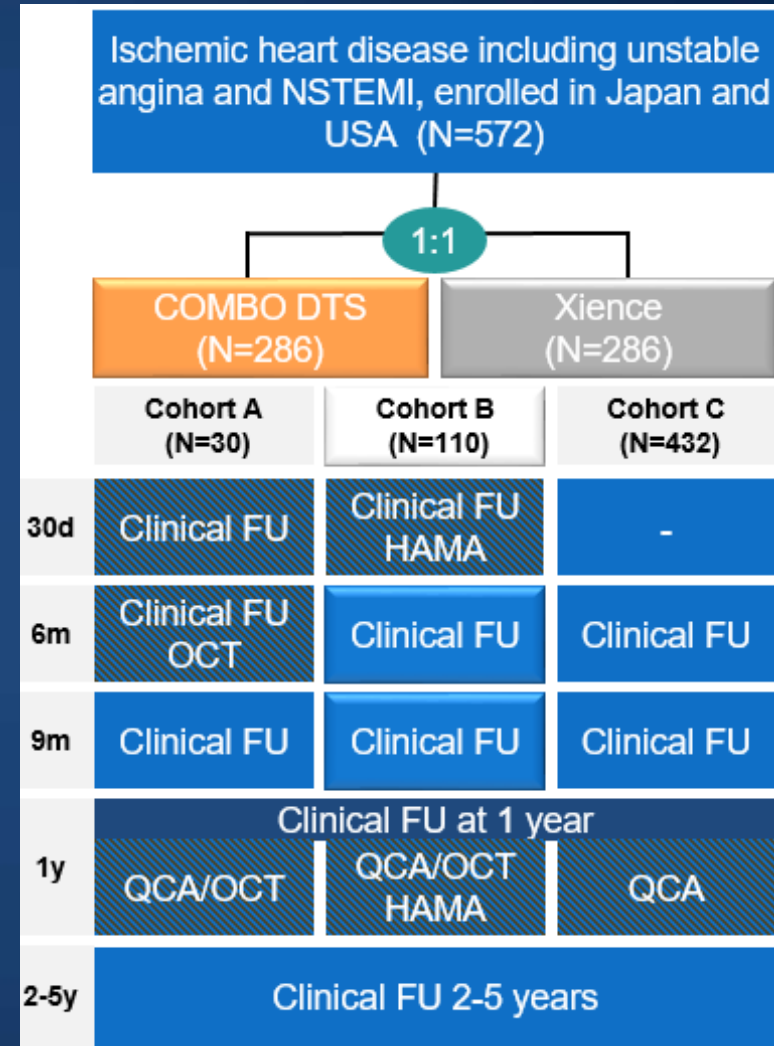 Ischemic heart disease including unstable
angina and NSTEMI, enrolled in Japan and
USA (N=572)
1:1
COMBO DTS
(N=286)
Xience
(N=286)
Cohort A
(N=30)
Cohort B
(N=110)
Cohort C
(N=432)
30d
Clinical FU
Clinical FU
HAMA
-
6m
Clinical FU
OCT
Clinical FU
Clinical FU
9m
Clinical FU
Clinical FU
Clinical FU
1y
Clinical FU at 1 year
QCA/OCT
QCA/OCT
HAMA
QCA
2-5y
Clinical FU 2-5 years